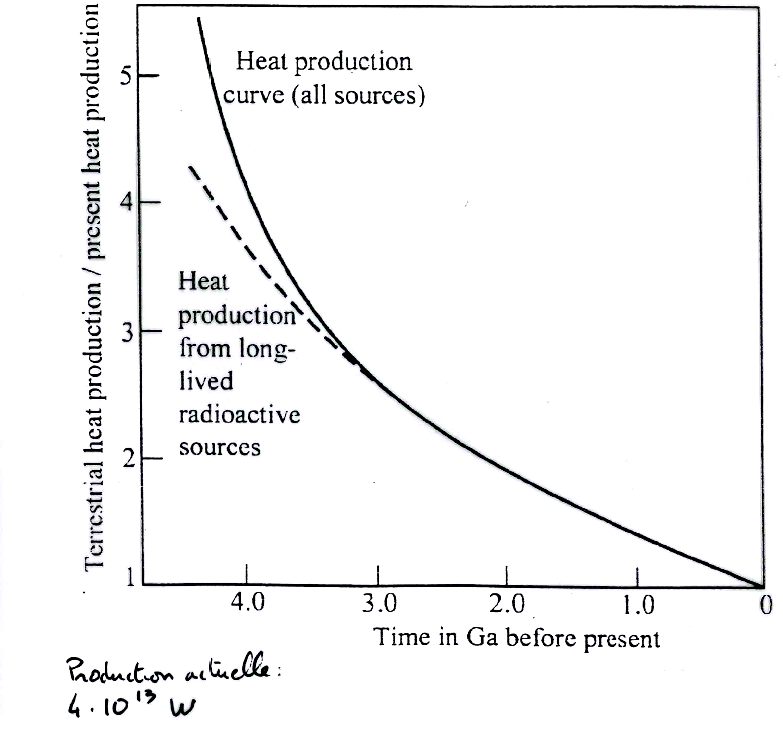 Terrestrial heat production / present heat production
5
4
3
2
1
Heat production
curve (all sources)
Heat
production
from long-
lived
radioactive
sources
4.0
3.0
2.0
1.0
0
Time in Ga before present
Production actuelle :
4 · 10¹³ W